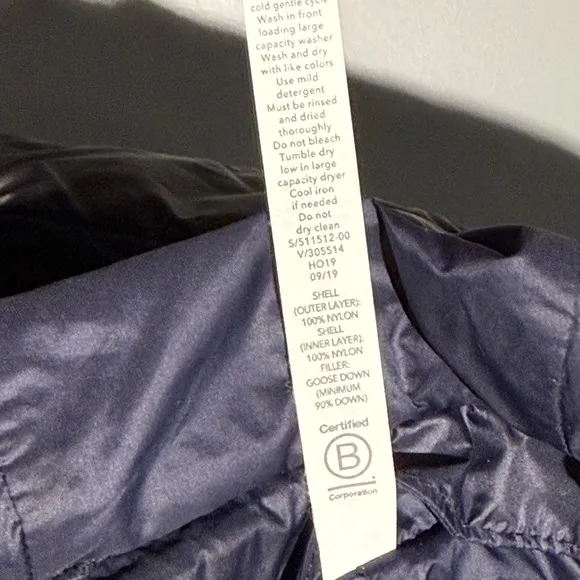 cold gentle cycle
Wash in front
loading large
capacity washer
Wash and dry
with like colors
Use mild
detergent
Must be rinsed
and dried
thoroughly
Do not bleach
Tumble dry
low in large
capacity dryer
Cool iron
if needed
Do not
dry clean
S/511512-00
V/305514
HO19
09/19
SHELL
(OUTER LAYER):
100% NYLON
SHELL
(INNER LAYER):
100% NYLON
FILLER:
GOOSE DOWN
(MINIMUM
90% DOWN)
Certified
B
Corporation